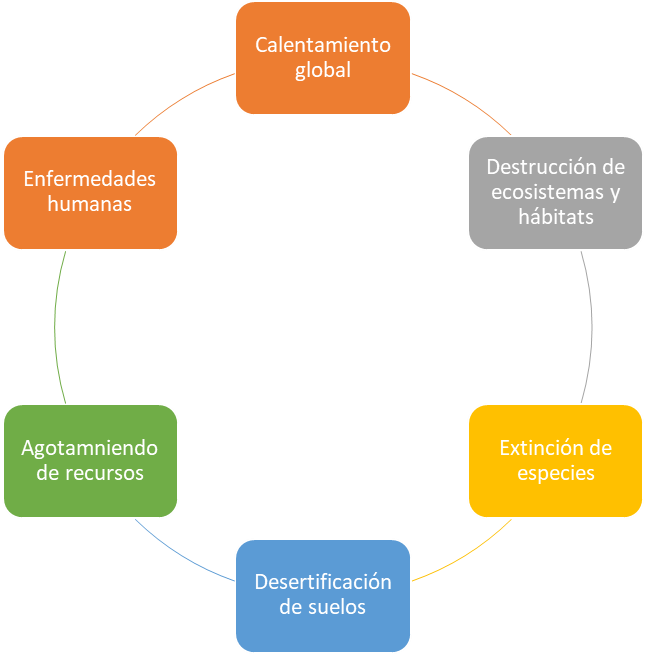 Calentamiento
global
Destrucción de
ecosistemas y
hábitats
Extinción de
especies
Desertificación
de suelos
Agotamniendo
de recursos
Enfermedades
humanas